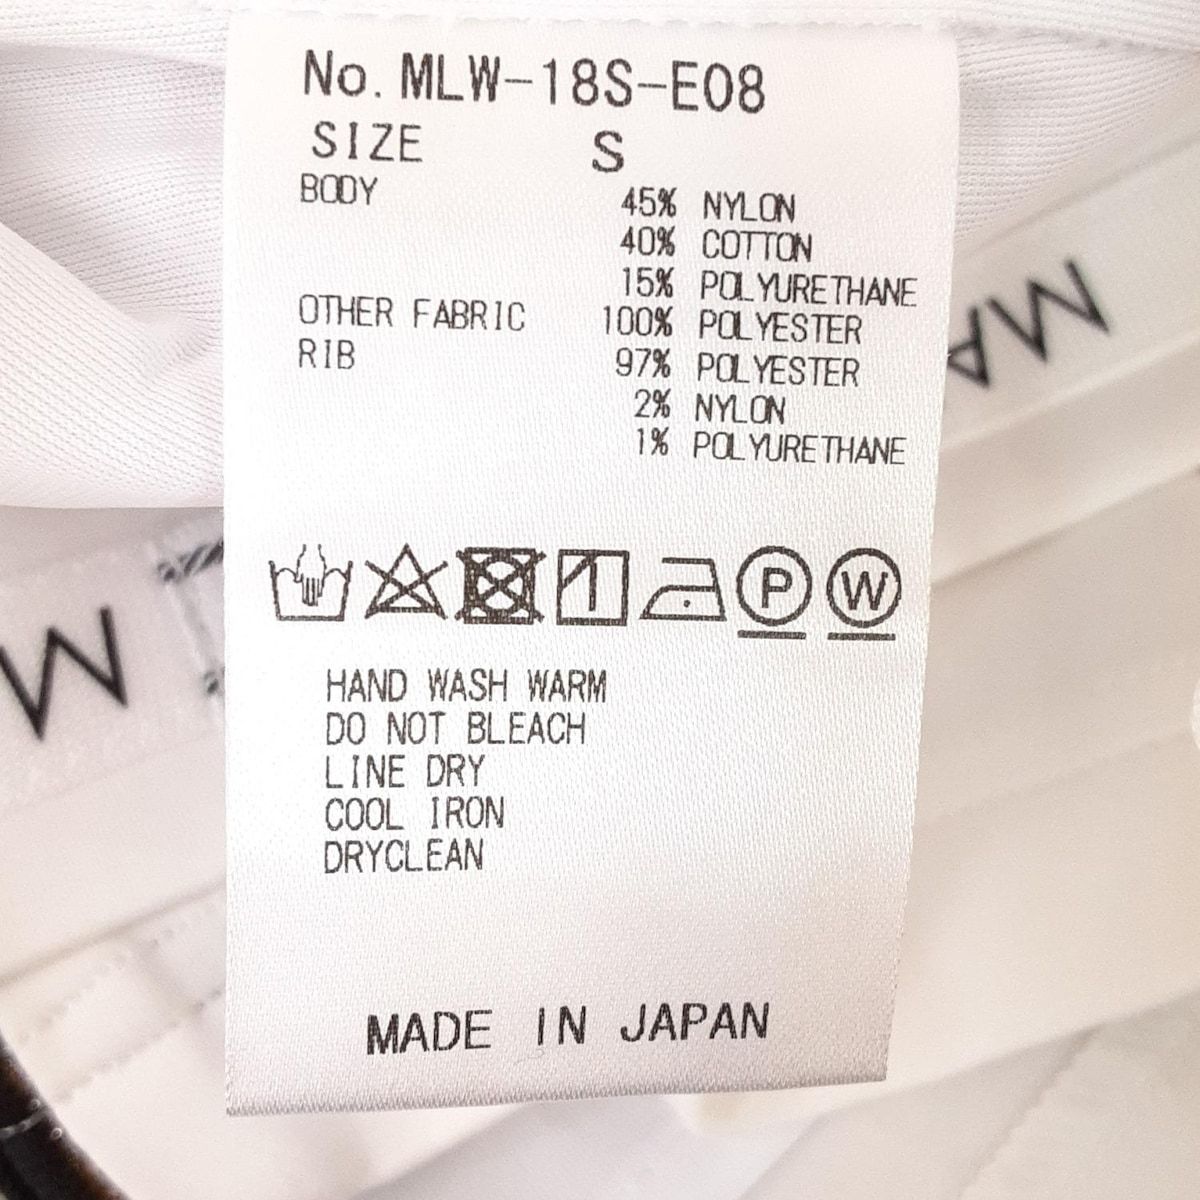 No. MLW-18S-E08
SIZE S
BODY 45% NYLON
40% COTTON
15% POLYURETHANE
OTHER FABRIC 100% POLYESTER
RIB 97% POLYESTER
2% NYLON
1% POLYURETHANE
P W
HAND WASH WARM
DO NOT BLEACH
LINE DRY
COOL IRON
DRYCLEAN
MADE IN JAPAN